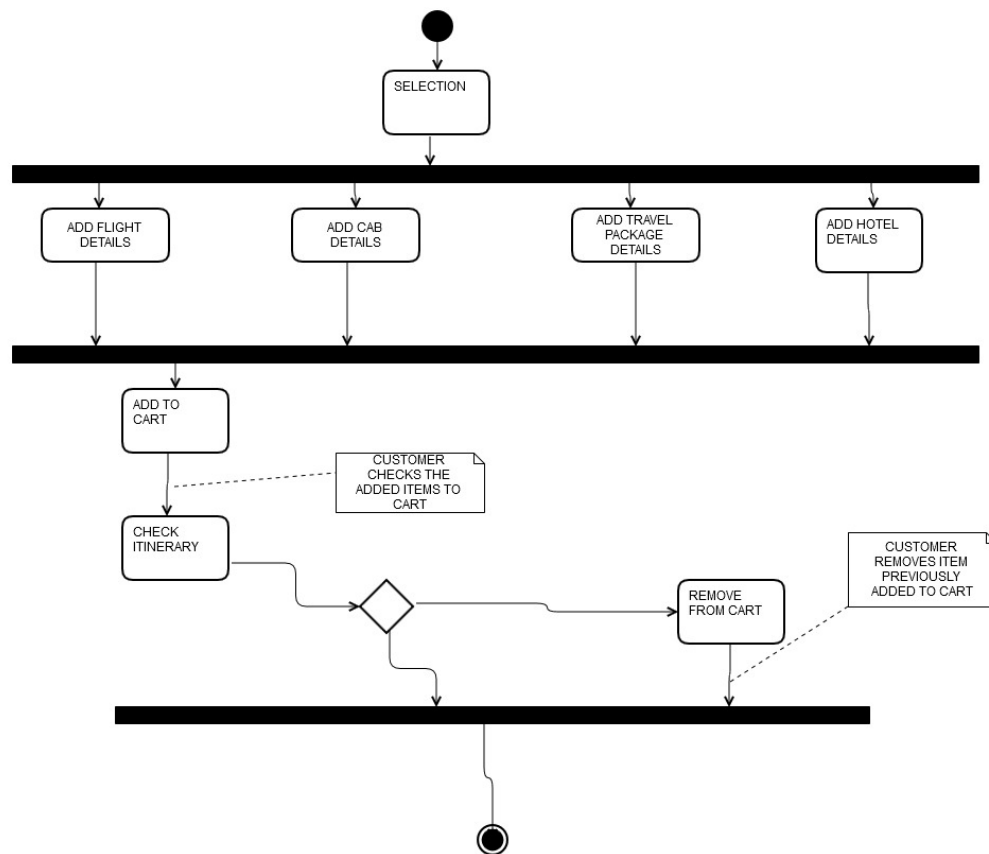 SELECTION
ADD FLIGHT
DETAILS
ADD CAB
DETAILS
ADD TRAVEL
PACKAGE
DETAILS
ADD HOTEL
DETAILS
ADD TO
CART
CUSTOMER
CHECKS THE
ADDED ITEMS TO
CART
CHECK
ITINERARY
CUSTOMER
REMOVES ITEM
PREVIOUSLY
ADDED TO CART
REMOVE
FROM CART